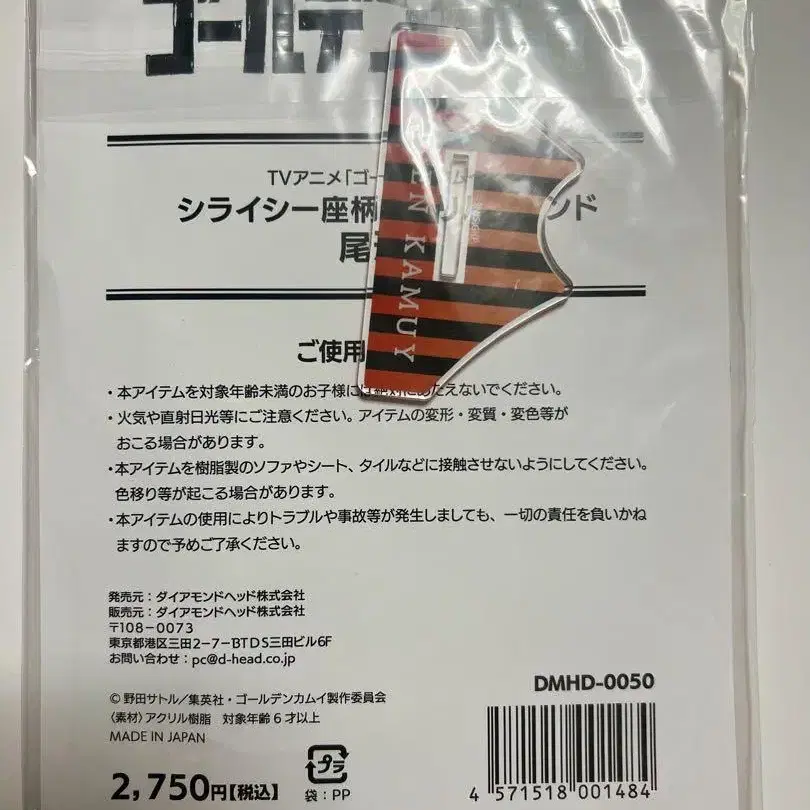 ゴールデン
TVアニメ「ゴー ム
シライシー座柄 リ ンド
尾
EN KAMUY
ご使用
・本アイテムを対象年齢未満のお子様には絶対にあたえないでください。
・火気や直射日光等にご注意ください。アイテムの変形・変質・変色等が
おこる場合があります。
・本アイテムを樹脂製のソファやシート、タイルなどに接触させないようにしてください。
色移り等が起こる場合があります。
・本アイテムの使用によりトラブルや事故等が発生しましても、一切の責任を負いかね
ますので予めご了承ください。
発売元：ダイアモンドヘッド株式会社
販売元：ダイアモンドヘッド株式会社
〒108-0073
東京都港区三田2-7-BTDS三田ビル6F
お問い合わせ：pc@d-head.co.jp
DMHD-0050
© 野田サトル／集英社・ゴールデンカムイ製作委員会
〈素材〉アクリル樹脂 対象年齢6才以上
MADE IN JAPAN
2,750円【税込】
プラ
袋：PP
4 571518 001484